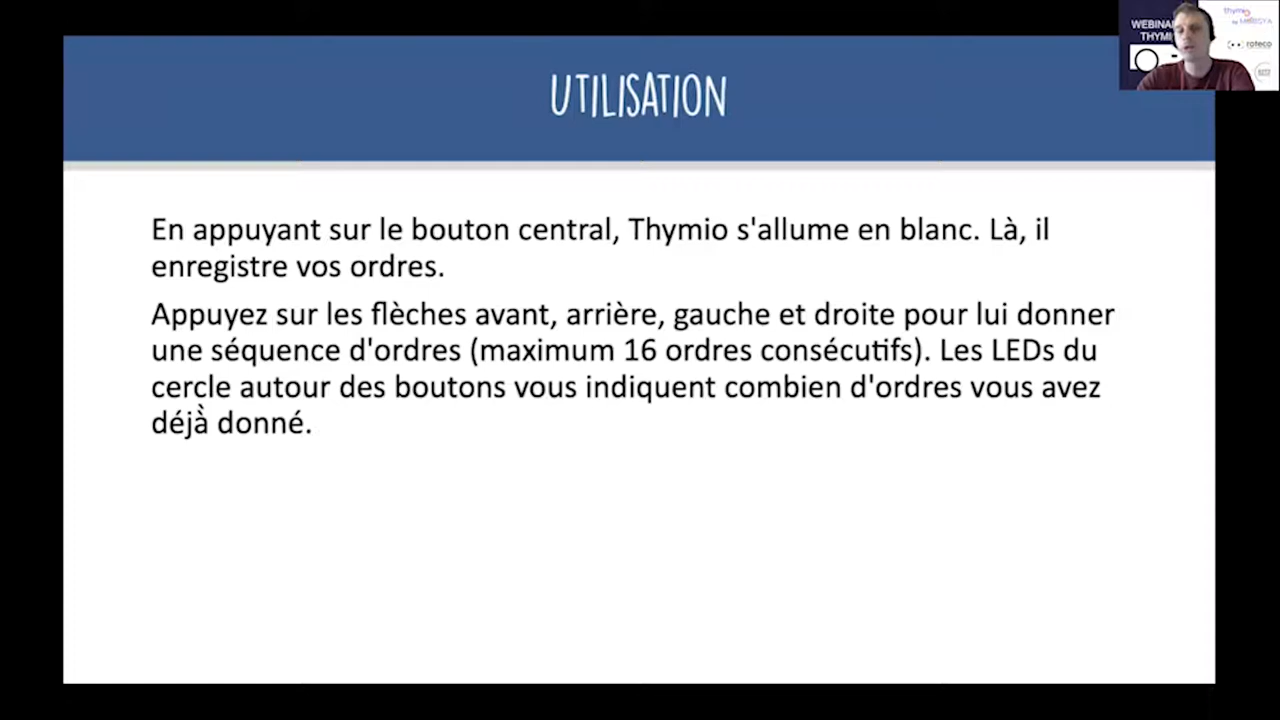 WEBINA
THYMI
thymio
roteco
UTILISATION
En appuyant sur le bouton central, Thymio s'allume en blanc. Là, il
enregistre vos ordres.
Appuyez sur les flèches avant, arrière, gauche et droite pour lui donner
une séquence d'ordres (maximum 16 ordres consécutifs). Les LEDs du
cercle autour des boutons vous indiquent combien d'ordres vous avez
déjà̀ donné.